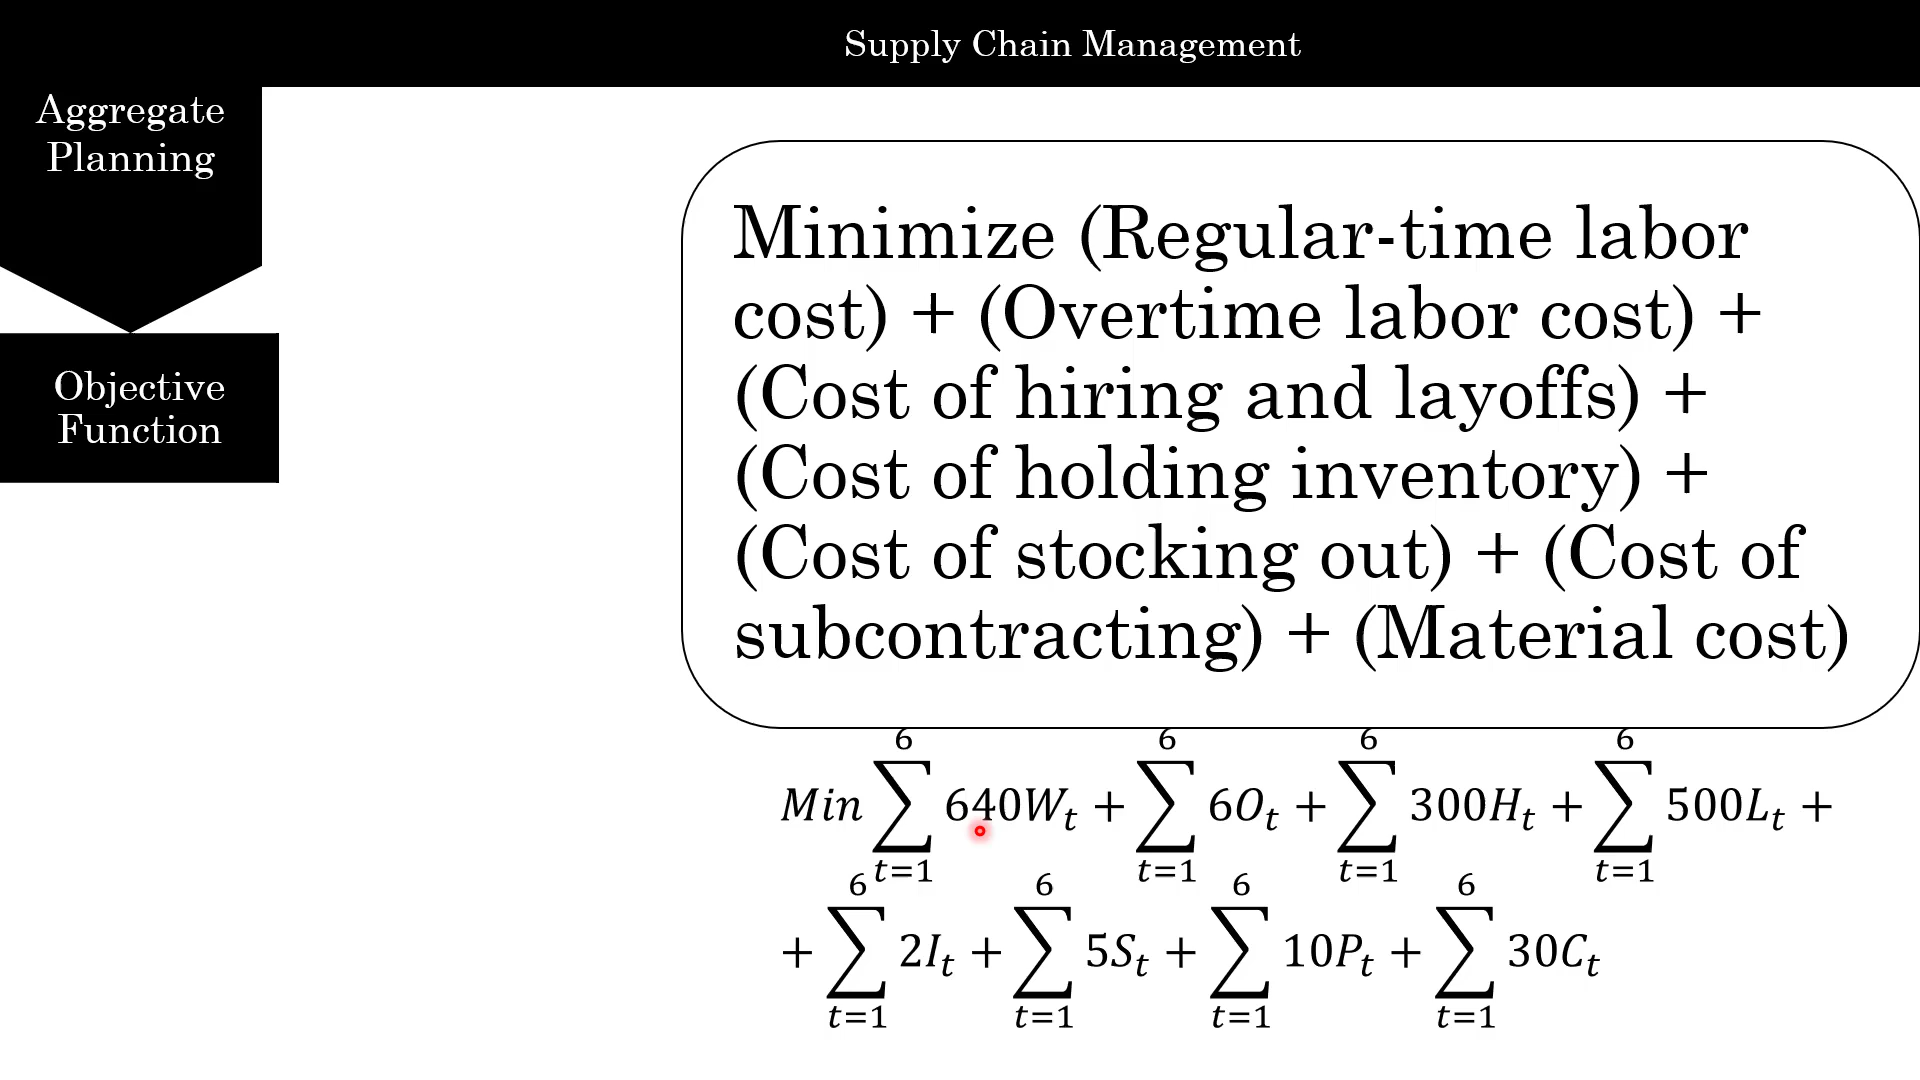 Supply Chain Management
Aggregate
Planning
Objective
Function
Minimize (Regular-time labor
cost) + (Overtime labor cost) +
(Cost of hiring and layoffs) +
(Cost of holding inventory) +
(Cost of stocking out) + (Cost of
subcontracting) + (Material cost)
Min ∑_{t=1}^{6} 640W_t + ∑_{t=1}^{6} 6O_t + ∑_{t=1}^{6} 300H_t + ∑_{t=1}^{6} 500L_t +
+ ∑_{t=1}^{6} 2I_t + ∑_{t=1}^{6} 5S_t + ∑_{t=1}^{6} 10P_t + ∑_{t=1}^{6} 30C_t